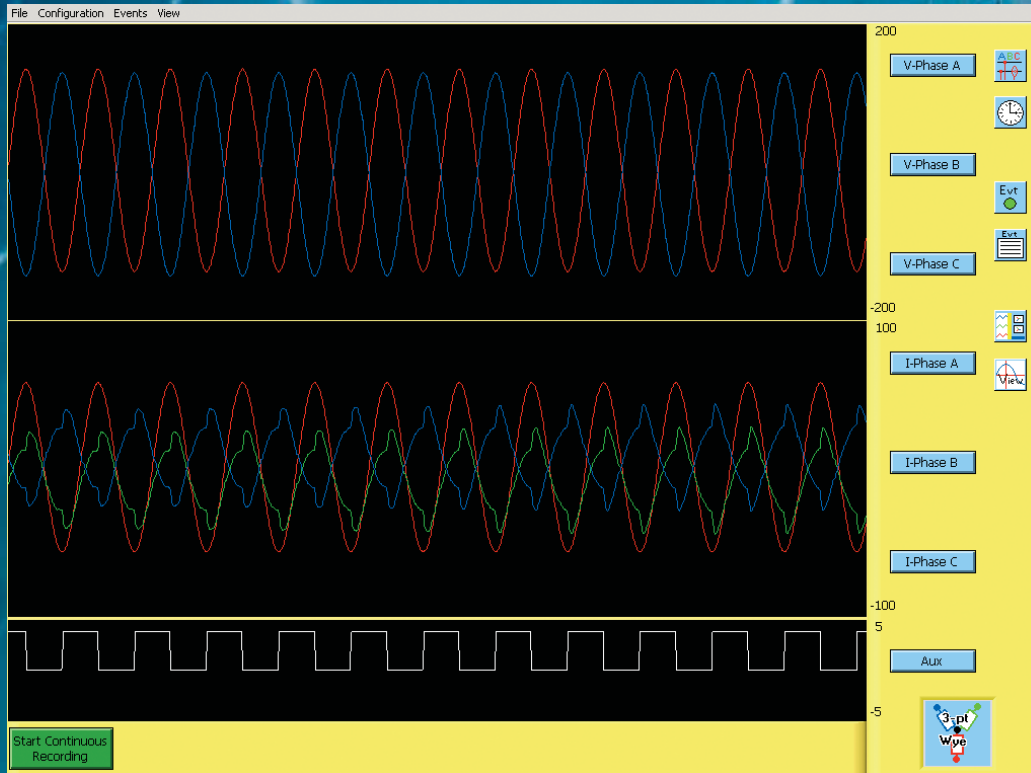 File Configuration Events View
200
V-Phase A
ABC
V-Phase B
Evt
Evt
V-Phase C
-200
100
I-Phase A
View
I-Phase B
I-Phase C
-100
5
Aux
-5
3-pt
Wye
Start Continuous
Recording